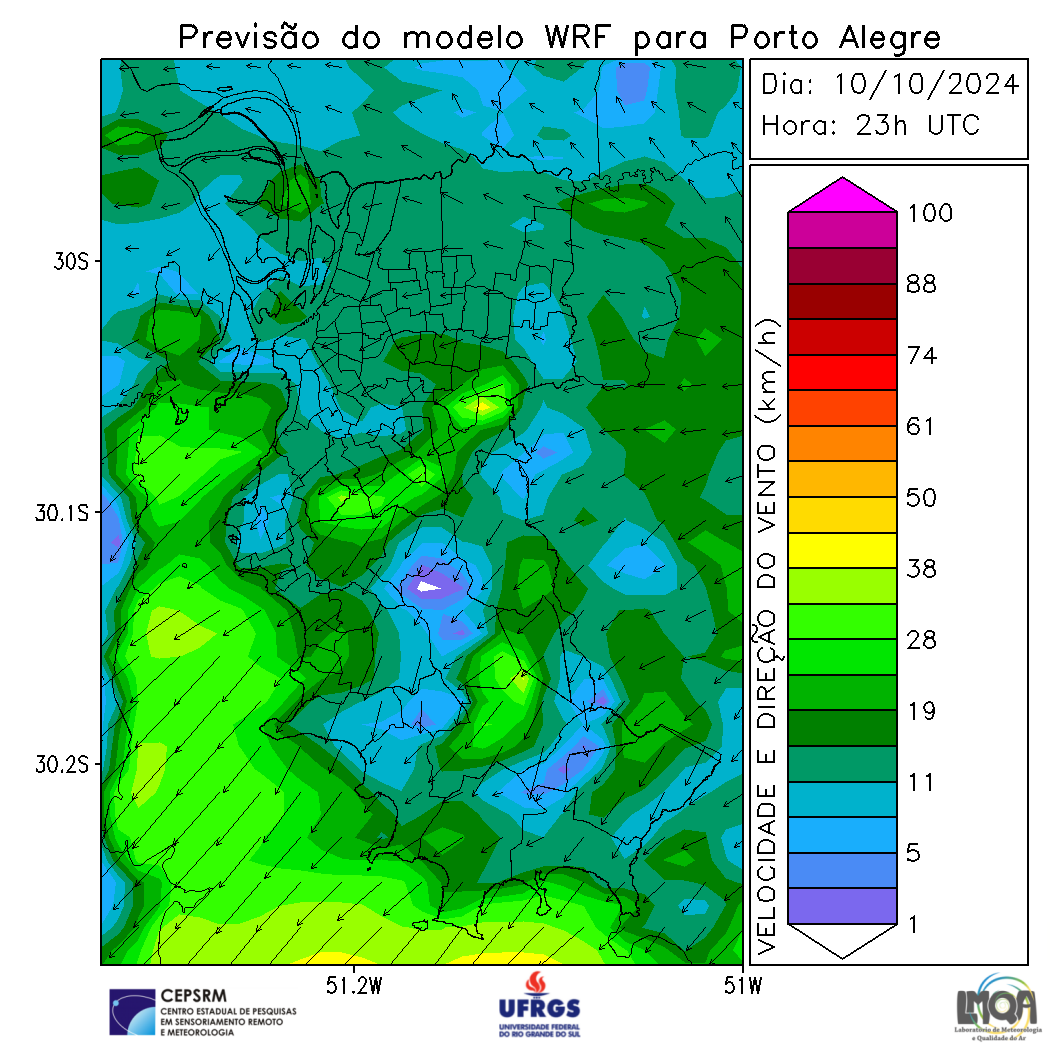 Previsão do modelo WRF para Porto Alegre
Dia: 10/10/2024
Hora: 23h UTC
30S
30.1S
30.2S
51.2W
51W
VELOCIDADE E DIREÇÃO DO VENTO (km/h)
100
88
74
61
50
38
28
19
11
5
1
CEPSRM
CENTRO ESTADUAL DE PESQUISAS
EM SENSORIAMENTO REMOTO
E METEOROLOGIA
UFRGS
UNIVERSIDADE FEDERAL
DO RIO GRANDE DO SUL
LMQA
Laboratório de Meteorologia
e Qualidade do Ar